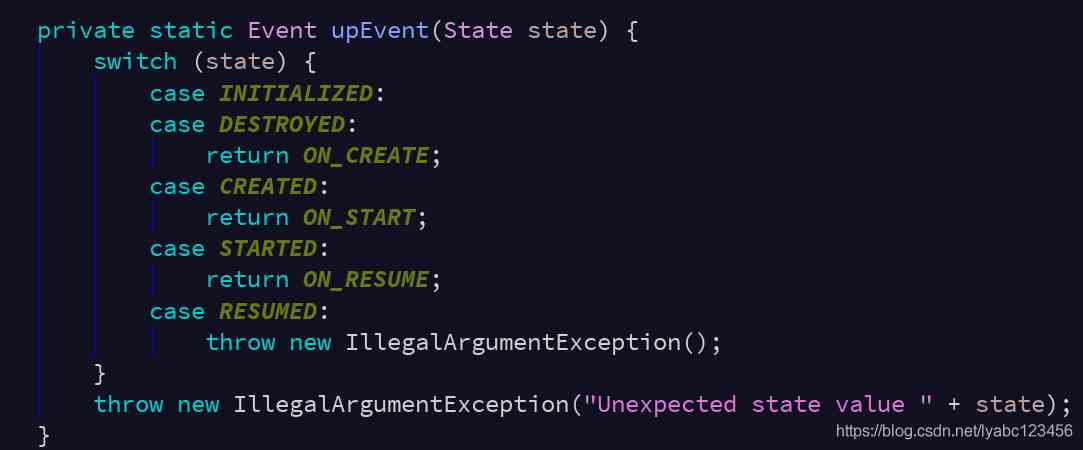 private static Event upEvent(State state) {
    switch (state) {
        case INITIALIZED:
        case DESTROYED:
            return ON_CREATE;
        case CREATED:
            return ON_START;
        case STARTED:
            return ON_RESUME;
        case RESUMED:
            throw new IllegalArgumentException();
    }
    throw new IllegalArgumentException("Unexpected state value " + state);
}
https://blog.csdn.net/lyabc123456